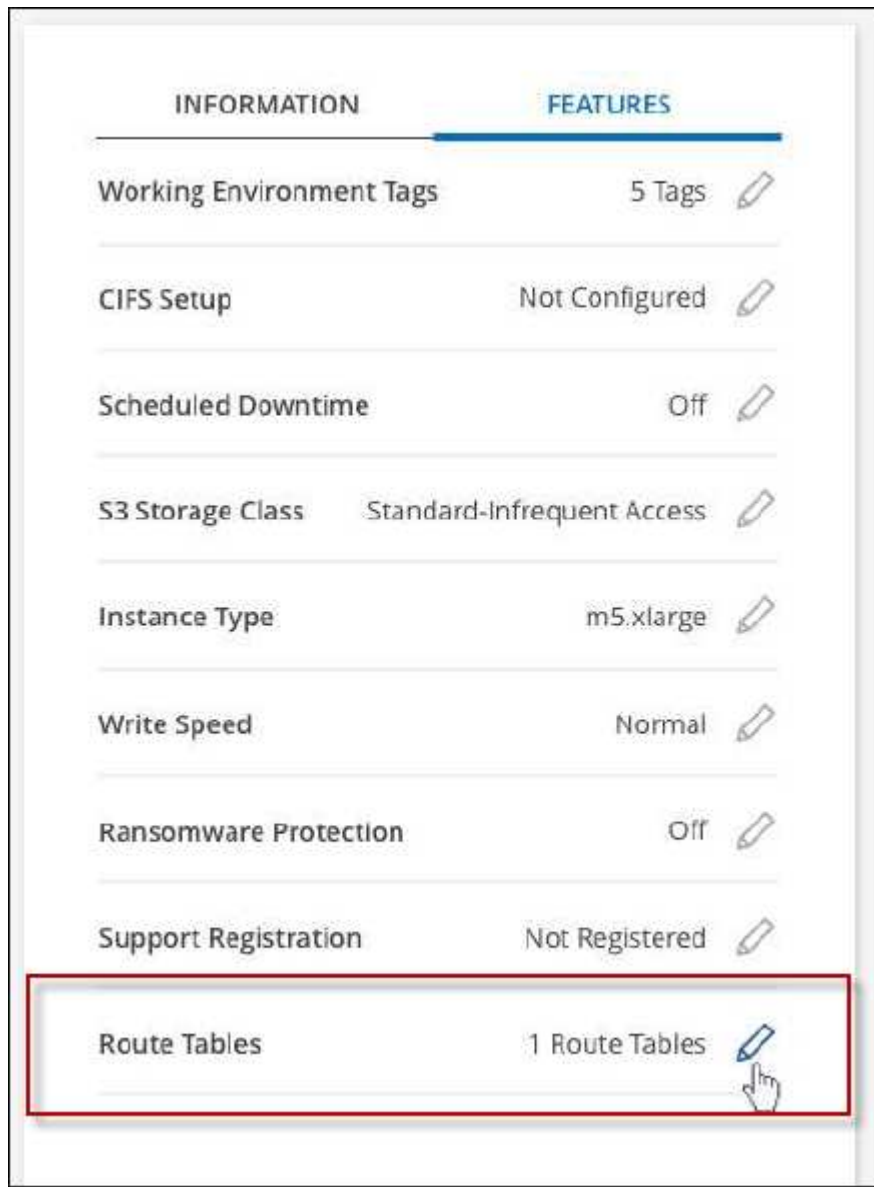 INFORMATION FEATURES
Working Environment Tags 5 Tags
CIFS Setup Not Configured
Scheduled Downtime Off
S3 Storage Class Standard-Infrequent Access
Instance Type m5.xlarge
Write Speed Normal
Ransomware Protection Off
Support Registration Not Registered
Route Tables 1 Route Tables